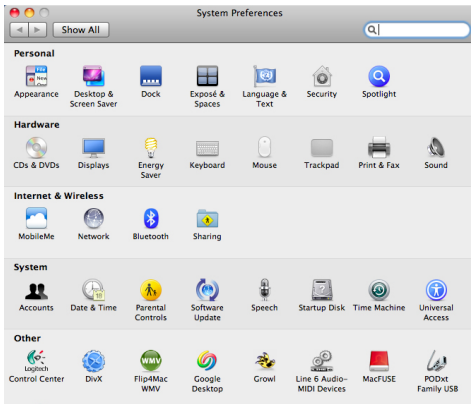 System Preferences
Show All
Personal
Appearance
Desktop &
Screen Saver
Dock
Exposé &
Spaces
Language &
Text
Security
Spotlight
Hardware
CDs & DVDs
Displays
Energy
Saver
Keyboard
Mouse
Trackpad
Print & Fax
Sound
Internet & Wireless
MobileMe
Network
Bluetooth
Sharing
System
Accounts
Date & Time
Parental
Controls
Software
Update
Speech
Startup Disk
Time Machine
Universal
Access
Other
Logitech
Control Center
DivX
WMV
Flip4Mac
WMV
Google
Desktop
Growl
Line 6 Audio-
MIDI Devices
MacFUSE
PODxt
Family USB